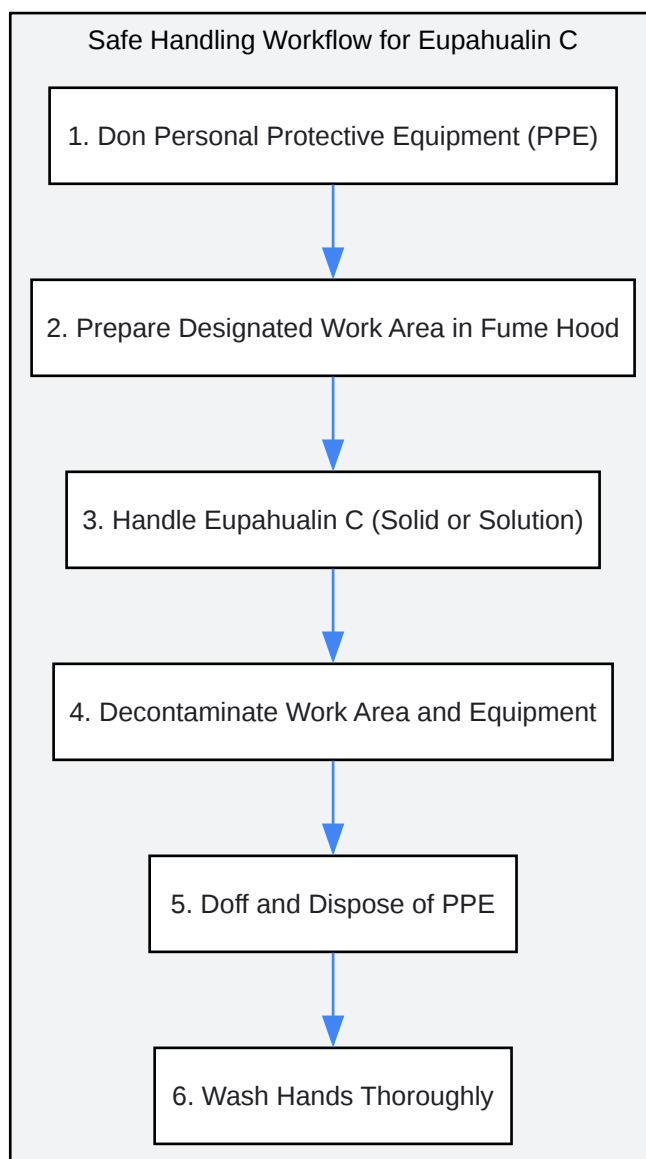 Safe Handling Workflow for Eupahualin C
1. Don Personal Protective Equipment (PPE)
2. Prepare Designated Work Area in Fume Hood
3. Handle Eupahualin C (Solid or Solution)
4. Decontaminate Work Area and Equipment
5. Doff and Dispose of PPE
6. Wash Hands Thoroughly